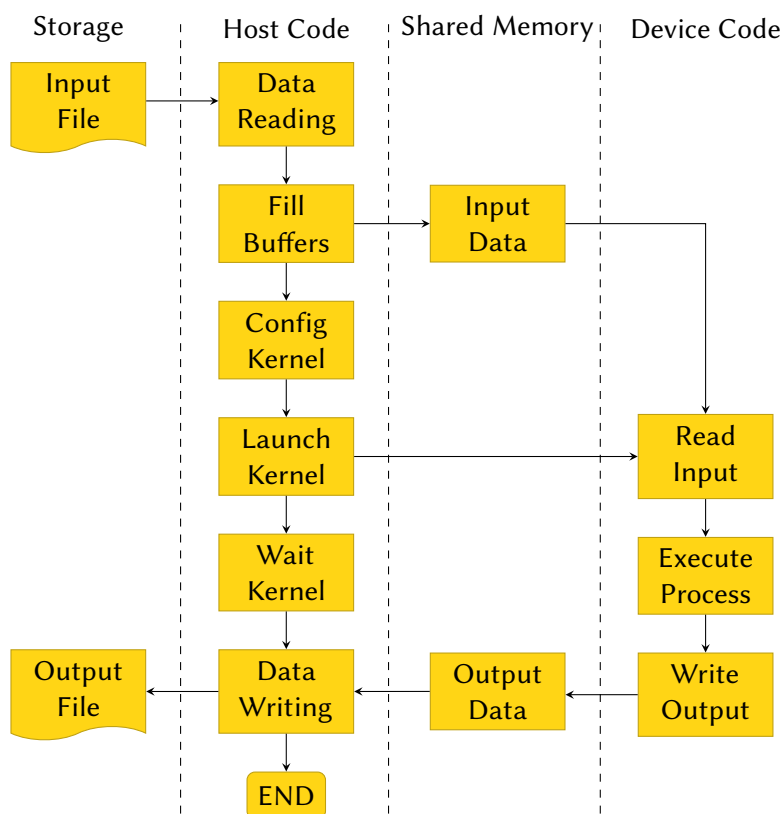 Storage
Host Code
Shared Memory
Device Code
Input
File
Data
Reading
Fill
Buffers
Input
Data
Config
Kernel
Launch
Kernel
Read
Input
Wait
Kernel
Execute
Process
Output
File
Data
Writing
Output
Data
Write
Output
END